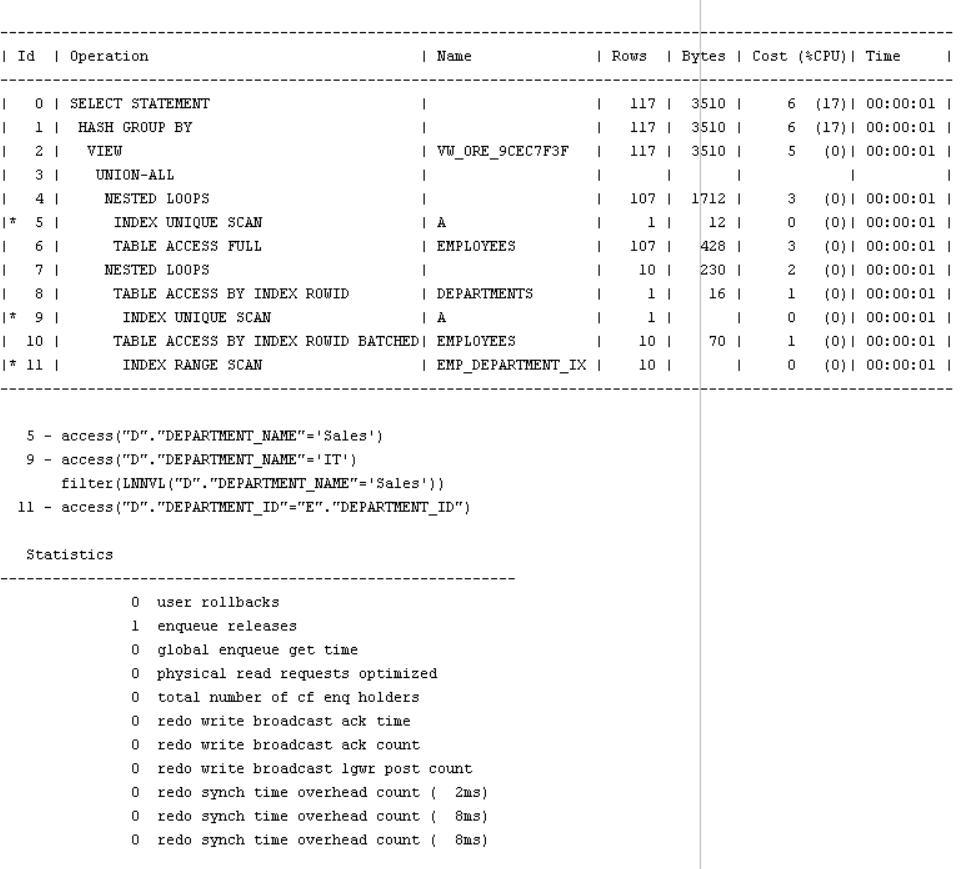 --------------------------------------------------------------------------------------------------------------
| Id  | Operation                               | Name              | Rows  | Bytes | Cost (%CPU)| Time     |
--------------------------------------------------------------------------------------------------------------
|   0 | SELECT STATEMENT                        |                   |   117 |  3510 |     6  (17)| 00:00:01 |
|   1 |  HASH GROUP BY                          |                   |   117 |  3510 |     6  (17)| 00:00:01 |
|   2 |   VIEW                                  | VW_ORE_9CEC7F3F   |   117 |  3510 |     5   (0)| 00:00:01 |
|   3 |    UNION-ALL                            |                   |       |       |            |          |
|   4 |     NESTED LOOPS                        |                   |   107 |  1712 |     3   (0)| 00:00:01 |
|*  5 |      INDEX UNIQUE SCAN                  | A                 |     1 |    12 |     0   (0)| 00:00:01 |
|   6 |      TABLE ACCESS FULL                  | EMPLOYEES         |   107 |   428 |     3   (0)| 00:00:01 |
|   7 |     NESTED LOOPS                        |                   |    10 |   230 |     2   (0)| 00:00:01 |
|   8 |      TABLE ACCESS BY INDEX ROWID        | DEPARTMENTS       |     1 |    16 |     1   (0)| 00:00:01 |
|*  9 |       INDEX UNIQUE SCAN                 | A                 |     1 |       |     0   (0)| 00:00:01 |
|  10 |      TABLE ACCESS BY INDEX ROWID BATCHED| EMPLOYEES         |    10 |    70 |     1   (0)| 00:00:01 |
|* 11 |       INDEX RANGE SCAN                  | EMP_DEPARTMENT_IX |    10 |       |     0   (0)| 00:00:01 |
--------------------------------------------------------------------------------------------------------------
5 - access("D"."DEPARTMENT_NAME"='Sales')
9 - access("D"."DEPARTMENT_NAME"='IT')
filter(LNNVL("D"."DEPARTMENT_NAME"='Sales'))
11 - access("D"."DEPARTMENT_ID"="E"."DEPARTMENT_ID")
Statistics
-----------------------------------------------------------
0 user rollbacks
1 enqueue releases
0 global enqueue get time
0 physical read requests optimized
0 total number of cf enq holders
0 redo write broadcast ack time
0 redo write broadcast ack count
0 redo write broadcast lgwr post count
0 redo synch time overhead count (  2ms)
0 redo synch time overhead count (  8ms)
0 redo synch time overhead count (  8ms)